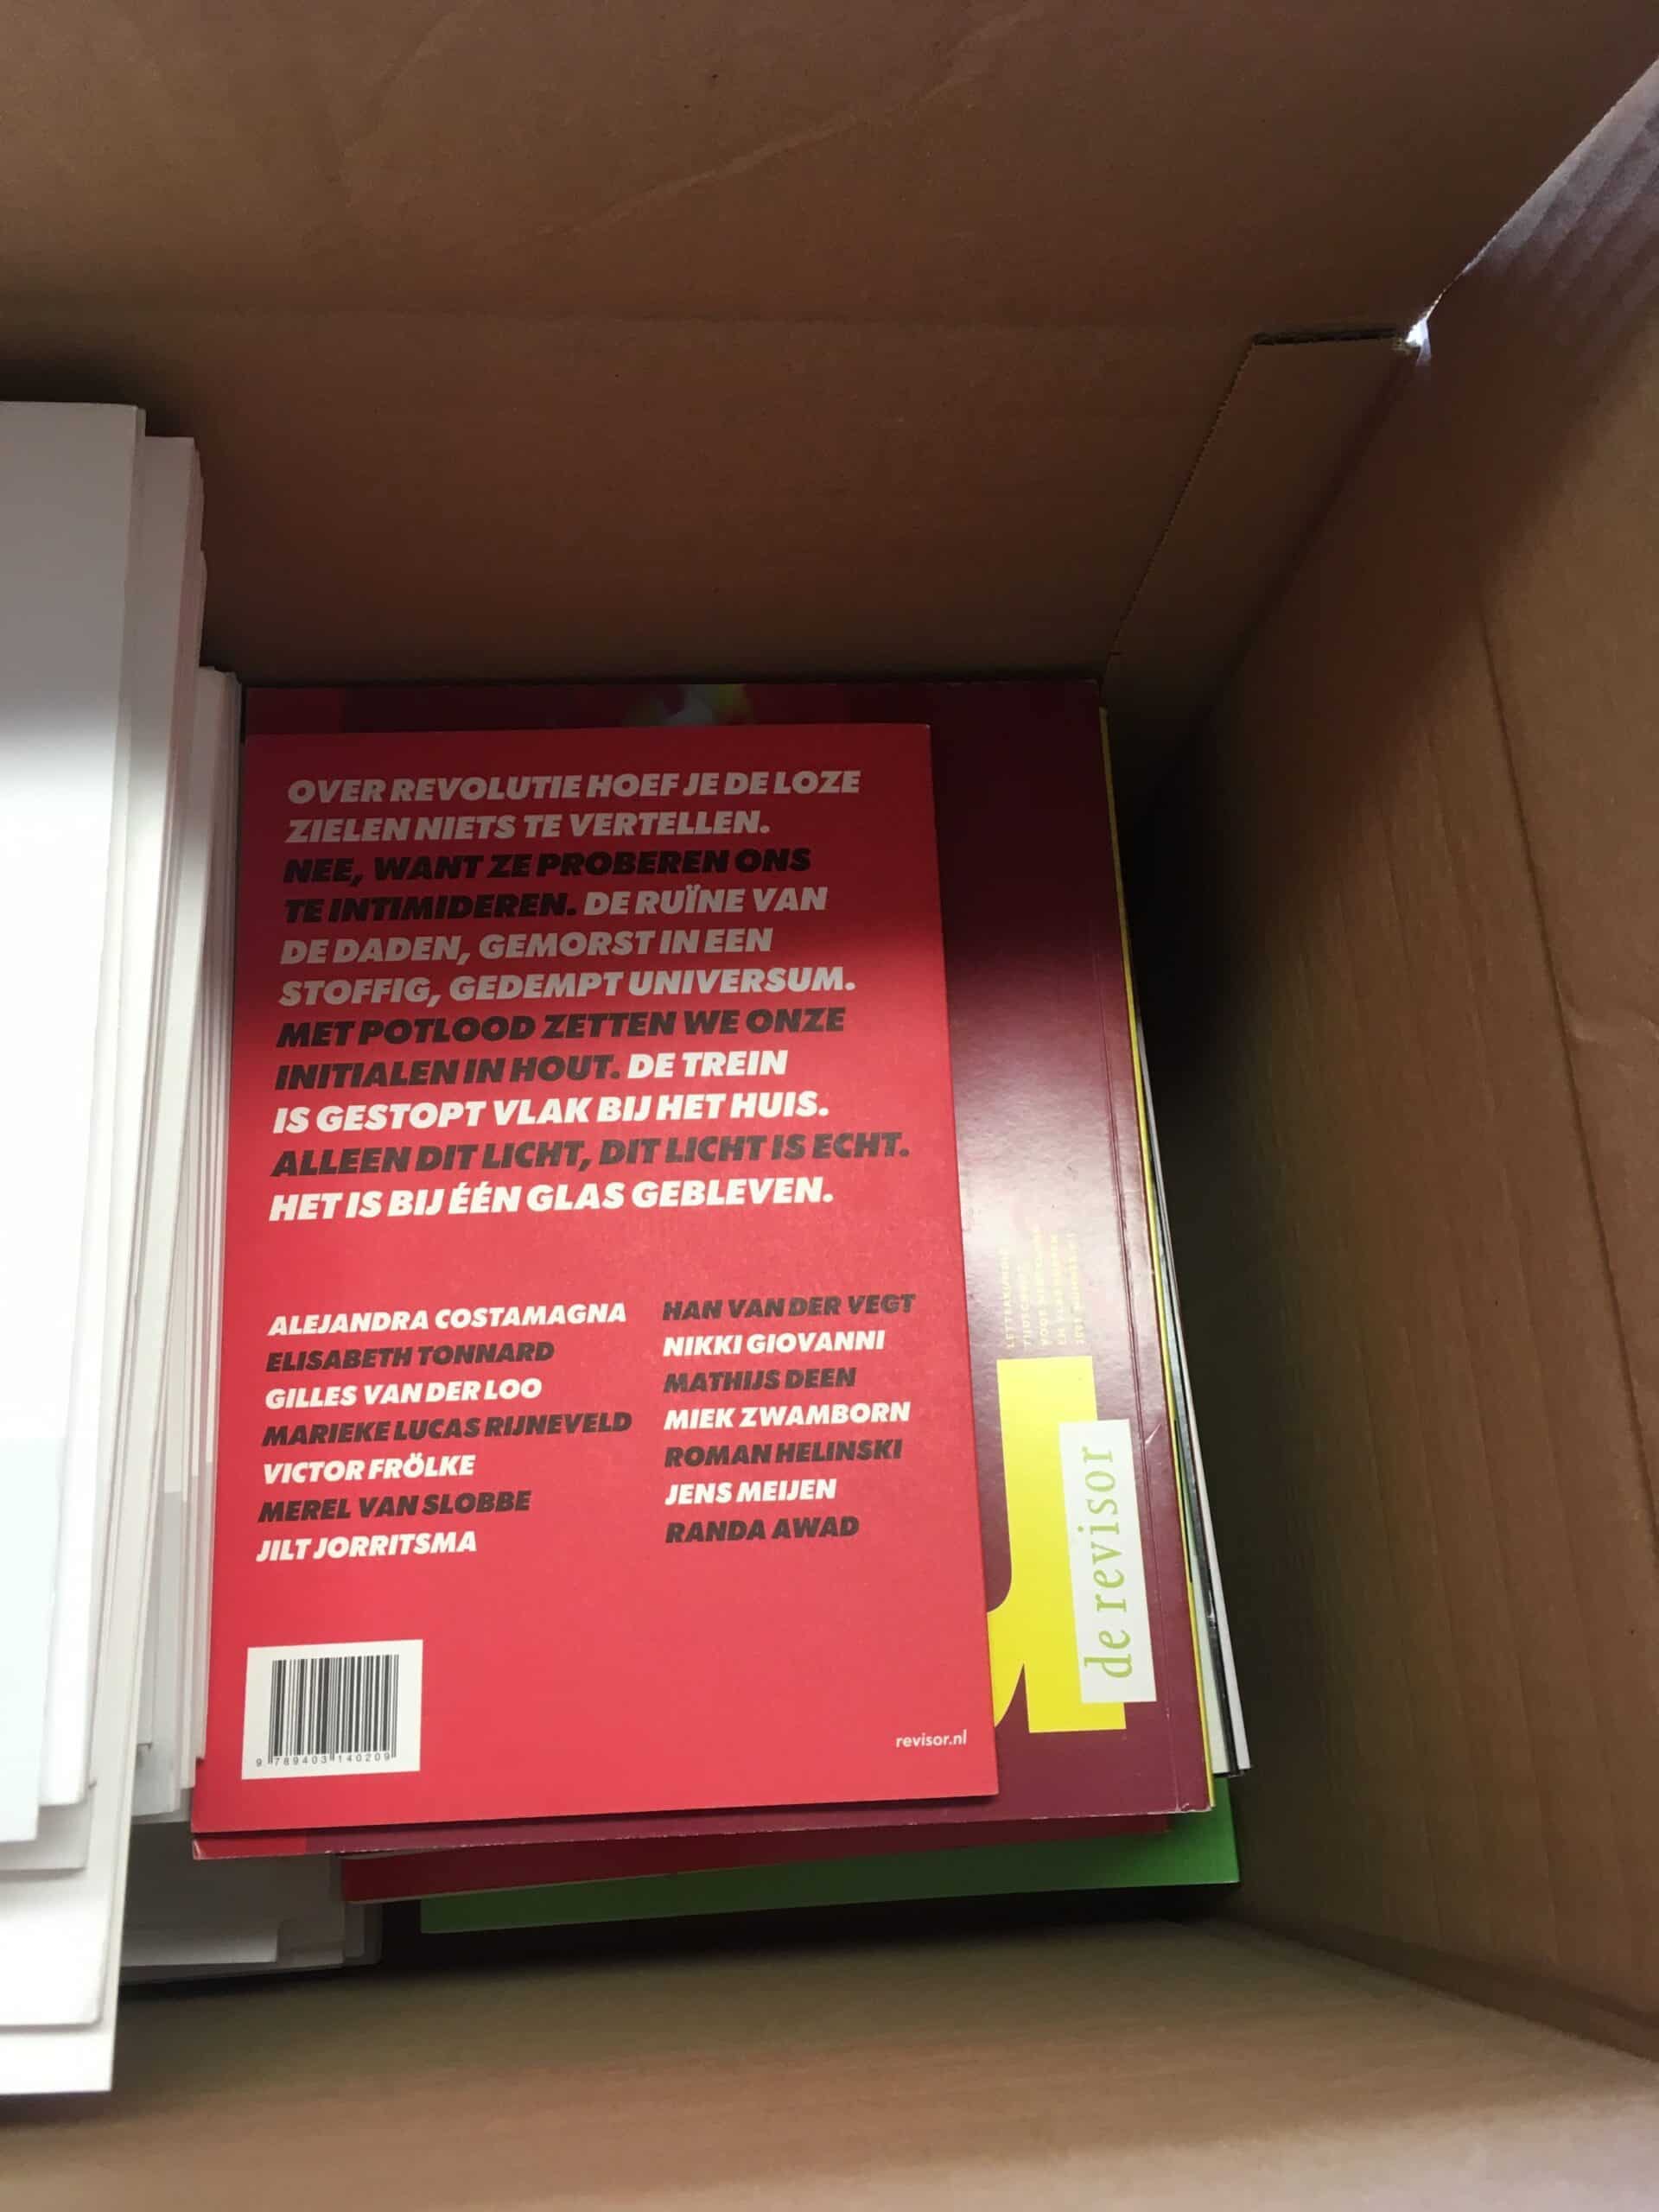 OVER REVOLUTIE HOEF JE DE LOZE
ZIELEN NIETS TE VERTELLEN.
NEE, WANT ZE PROBEREN ONS
TE INTIMIDEREN. DE RUÏNE VAN
DE DADEN, GEMORST IN EEN
STOFFIG, GEDEMPT UNIVERSUM.
MET POTLOOD ZETTEN WE ONZE
INITIALEN IN HOUT. DE TREIN
IS GESTOPT VLAK BIJ HET HUIS.
ALLEEN DIT LICHT, DIT LICHT IS ECHT.
HET IS BIJ ÉÉN GLAS GEBLEVEN.
ALEJANDRA COSTAMAGNA
ELISABETH TONNARD
GILLES VAN DER LOO
MARIEKE LUCAS RIJNEVELD
VICTOR FRÖLKE
MEREL VAN SLOBBE
JILT JORRITSMA
HAN VAN DER VEGT
NIKKI GIOVANNI
MATHIJS DEEN
MIEK ZWAMBORN
ROMAN HELINSKI
JENS MEIJEN
RANDA AWAD
9 789403 140209
revisor.nl
de revisor